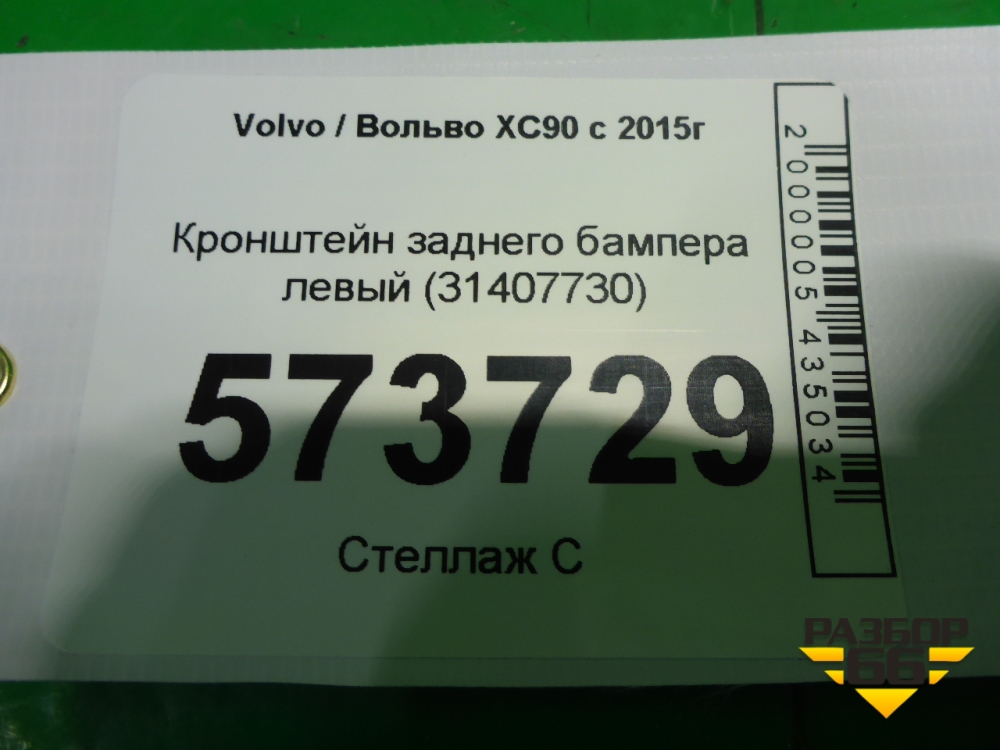 Volvo / Вольво XC90 с 2015г
Кронштейн заднего бампера
левый (31407730)
573729
Стеллаж С
2000005435034
РАЗБОР
66